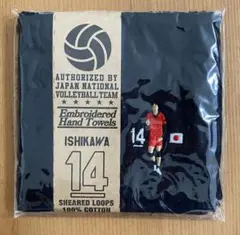 AUTHORIZED BY
JAPAN NATIONAL
VOLLEYBALL TEAM
Embroidered
Hand Towels
ISHIKAWA
14
SHEARED LOOPS
100% COTTON
14